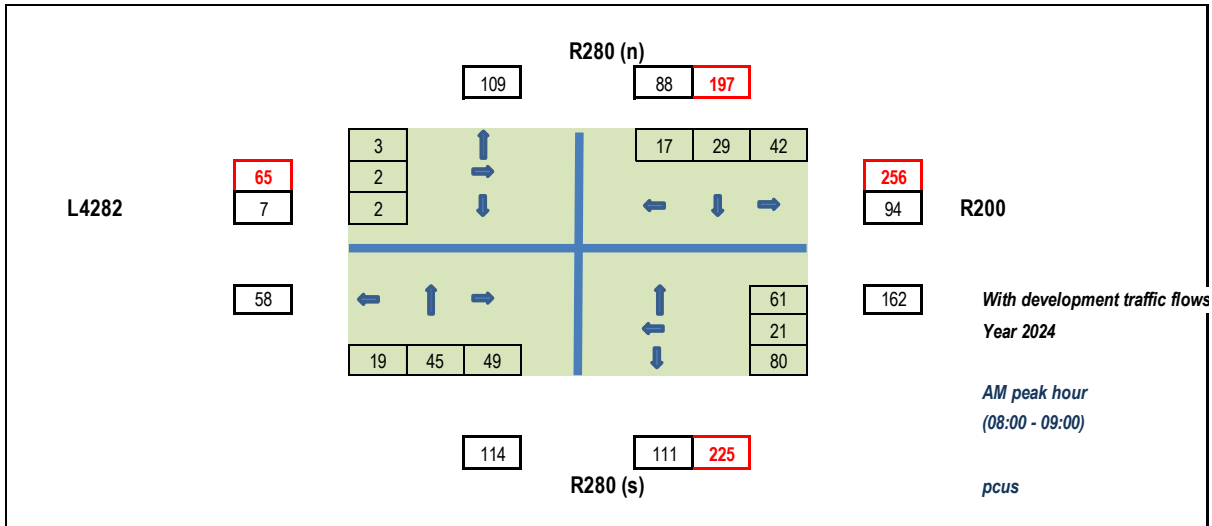 R280 (n)
109 88 197
3 17 29 42
65 2 256
L4282 7 2 94 R200
58 61 162 With development traffic flows
21 Year 2024
19 45 49 80
AM peak hour
(08:00 - 09:00)
114 111 225
R280 (s)
pcus